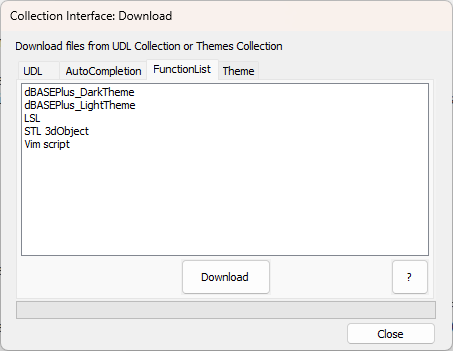 Collection Interface: Download
Download files from UDL Collection or Themes Collection
UDL AutoCompletion FunctionList Theme
dBASEPlus_DarkTheme
dBASEPlus_LightTheme
LSL
STL 3dObject
Vim script
Download ?
Close